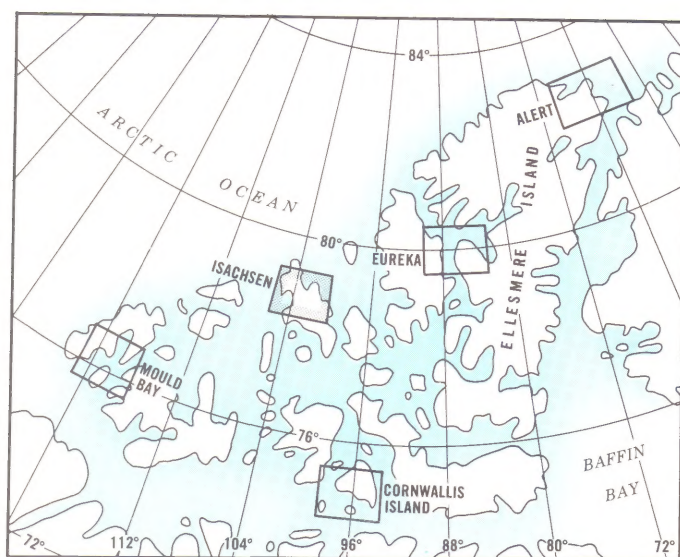 84°
ALERT
ARCTIC
OCEAN
ISLAND
ELLESMERE
80°
EUREKA
ISACHSEN
MOULD
BAY
76°
BAFFIN
BAY
CORNWALLIS
ISLAND
72°
112°
104°
96°
88°
80°
72°